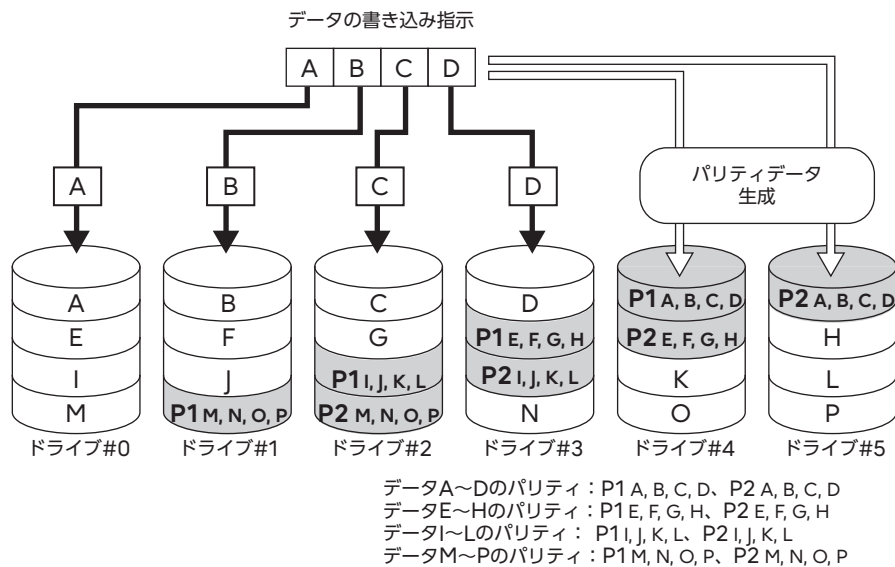 データの書き込み指示
A B C D
A B C D
パリティデータ
生成
A B C D P1 A, B, C, D P2 A, B, C, D
E F G P1 E, F, G, H P2 E, F, G, H H
I J P1 I, J, K, L P2 I, J, K, L K L
M P1 M, N, O, P P2 M, N, O, P N O P
ドライブ#0 ドライブ#1 ドライブ#2 ドライブ#3 ドライブ#4 ドライブ#5
データA~Dのパリティ:P1 A, B, C, D、P2 A, B, C, D
データE~Hのパリティ:P1 E, F, G, H、P2 E, F, G, H
データI~Lのパリティ: P1 I, J, K, L、P2 I, J, K, L
データM~Pのパリティ:P1 M, N, O, P、P2 M, N, O, P